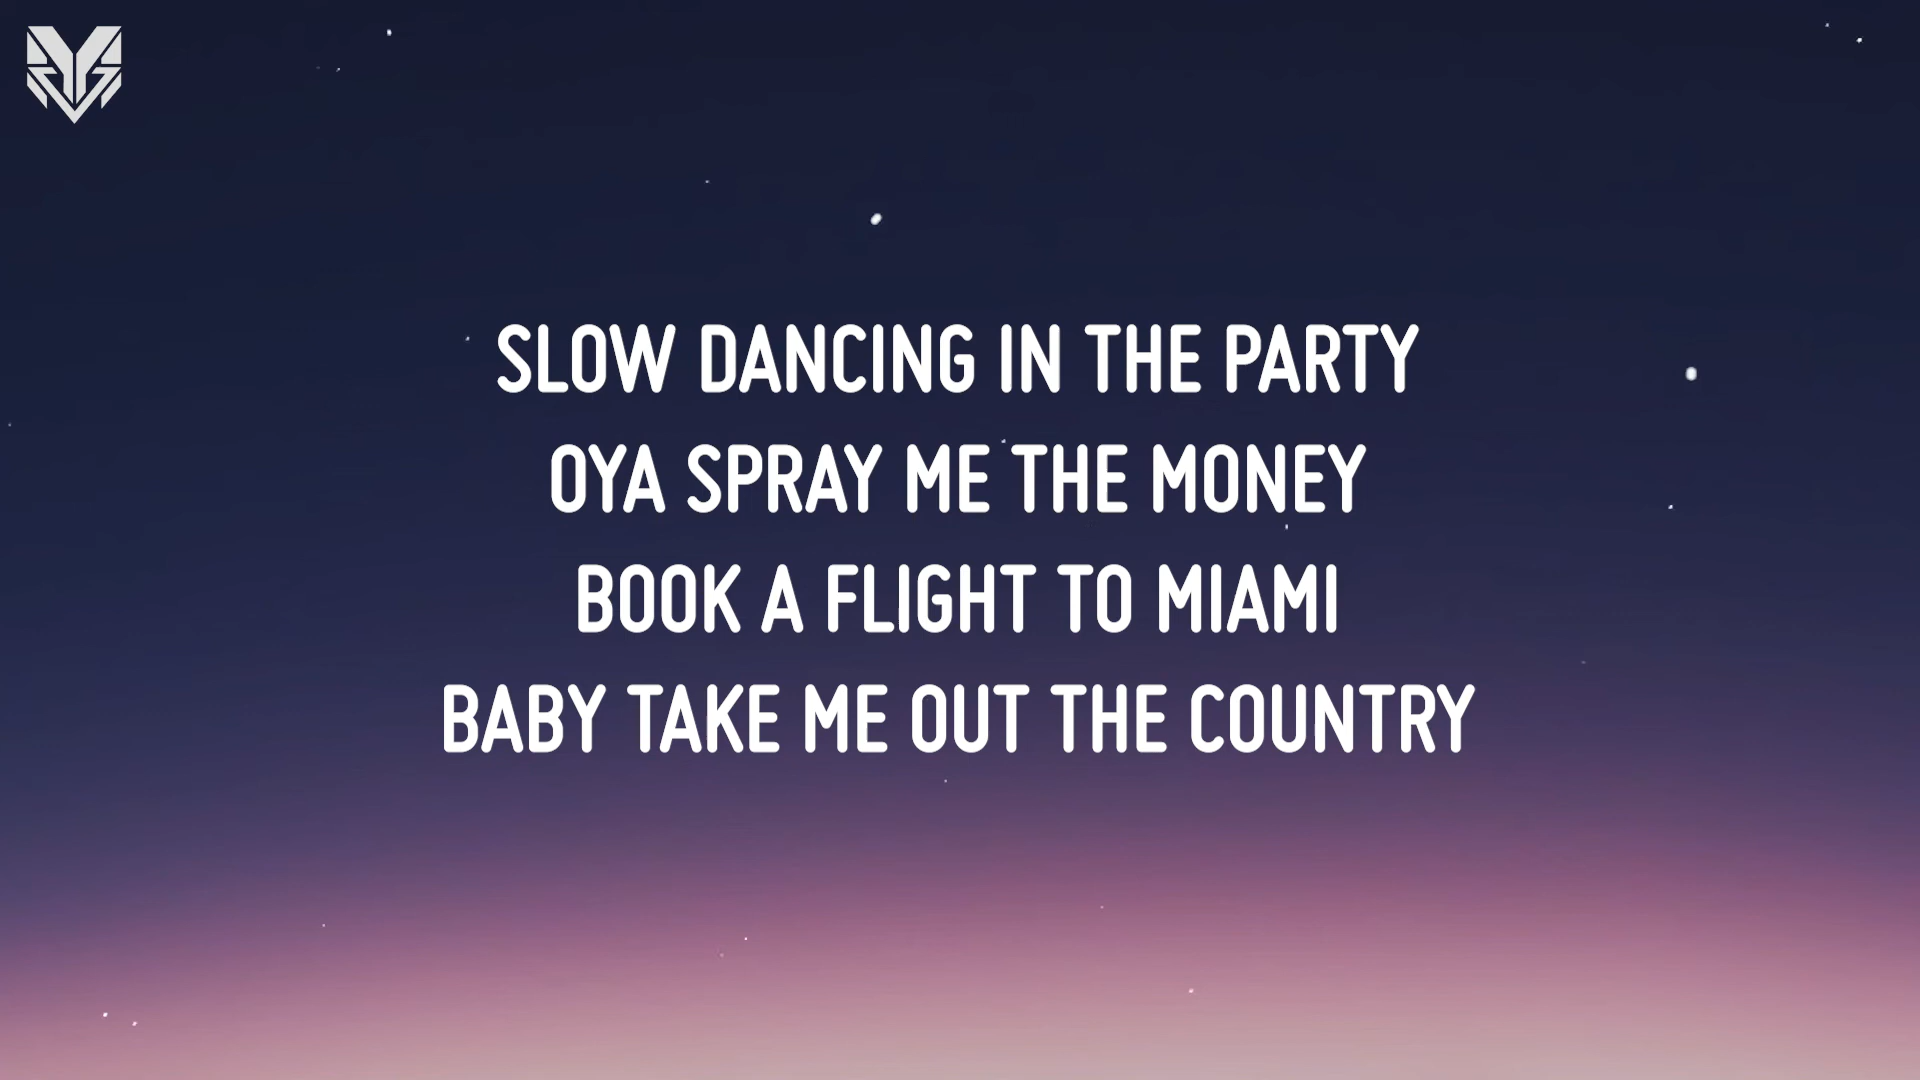 SLOW DANCING IN THE PARTY
OYA SPRAY ME THE MONEY
BOOK A FLIGHT TO MIAMI
BABY TAKE ME OUT THE COUNTRY